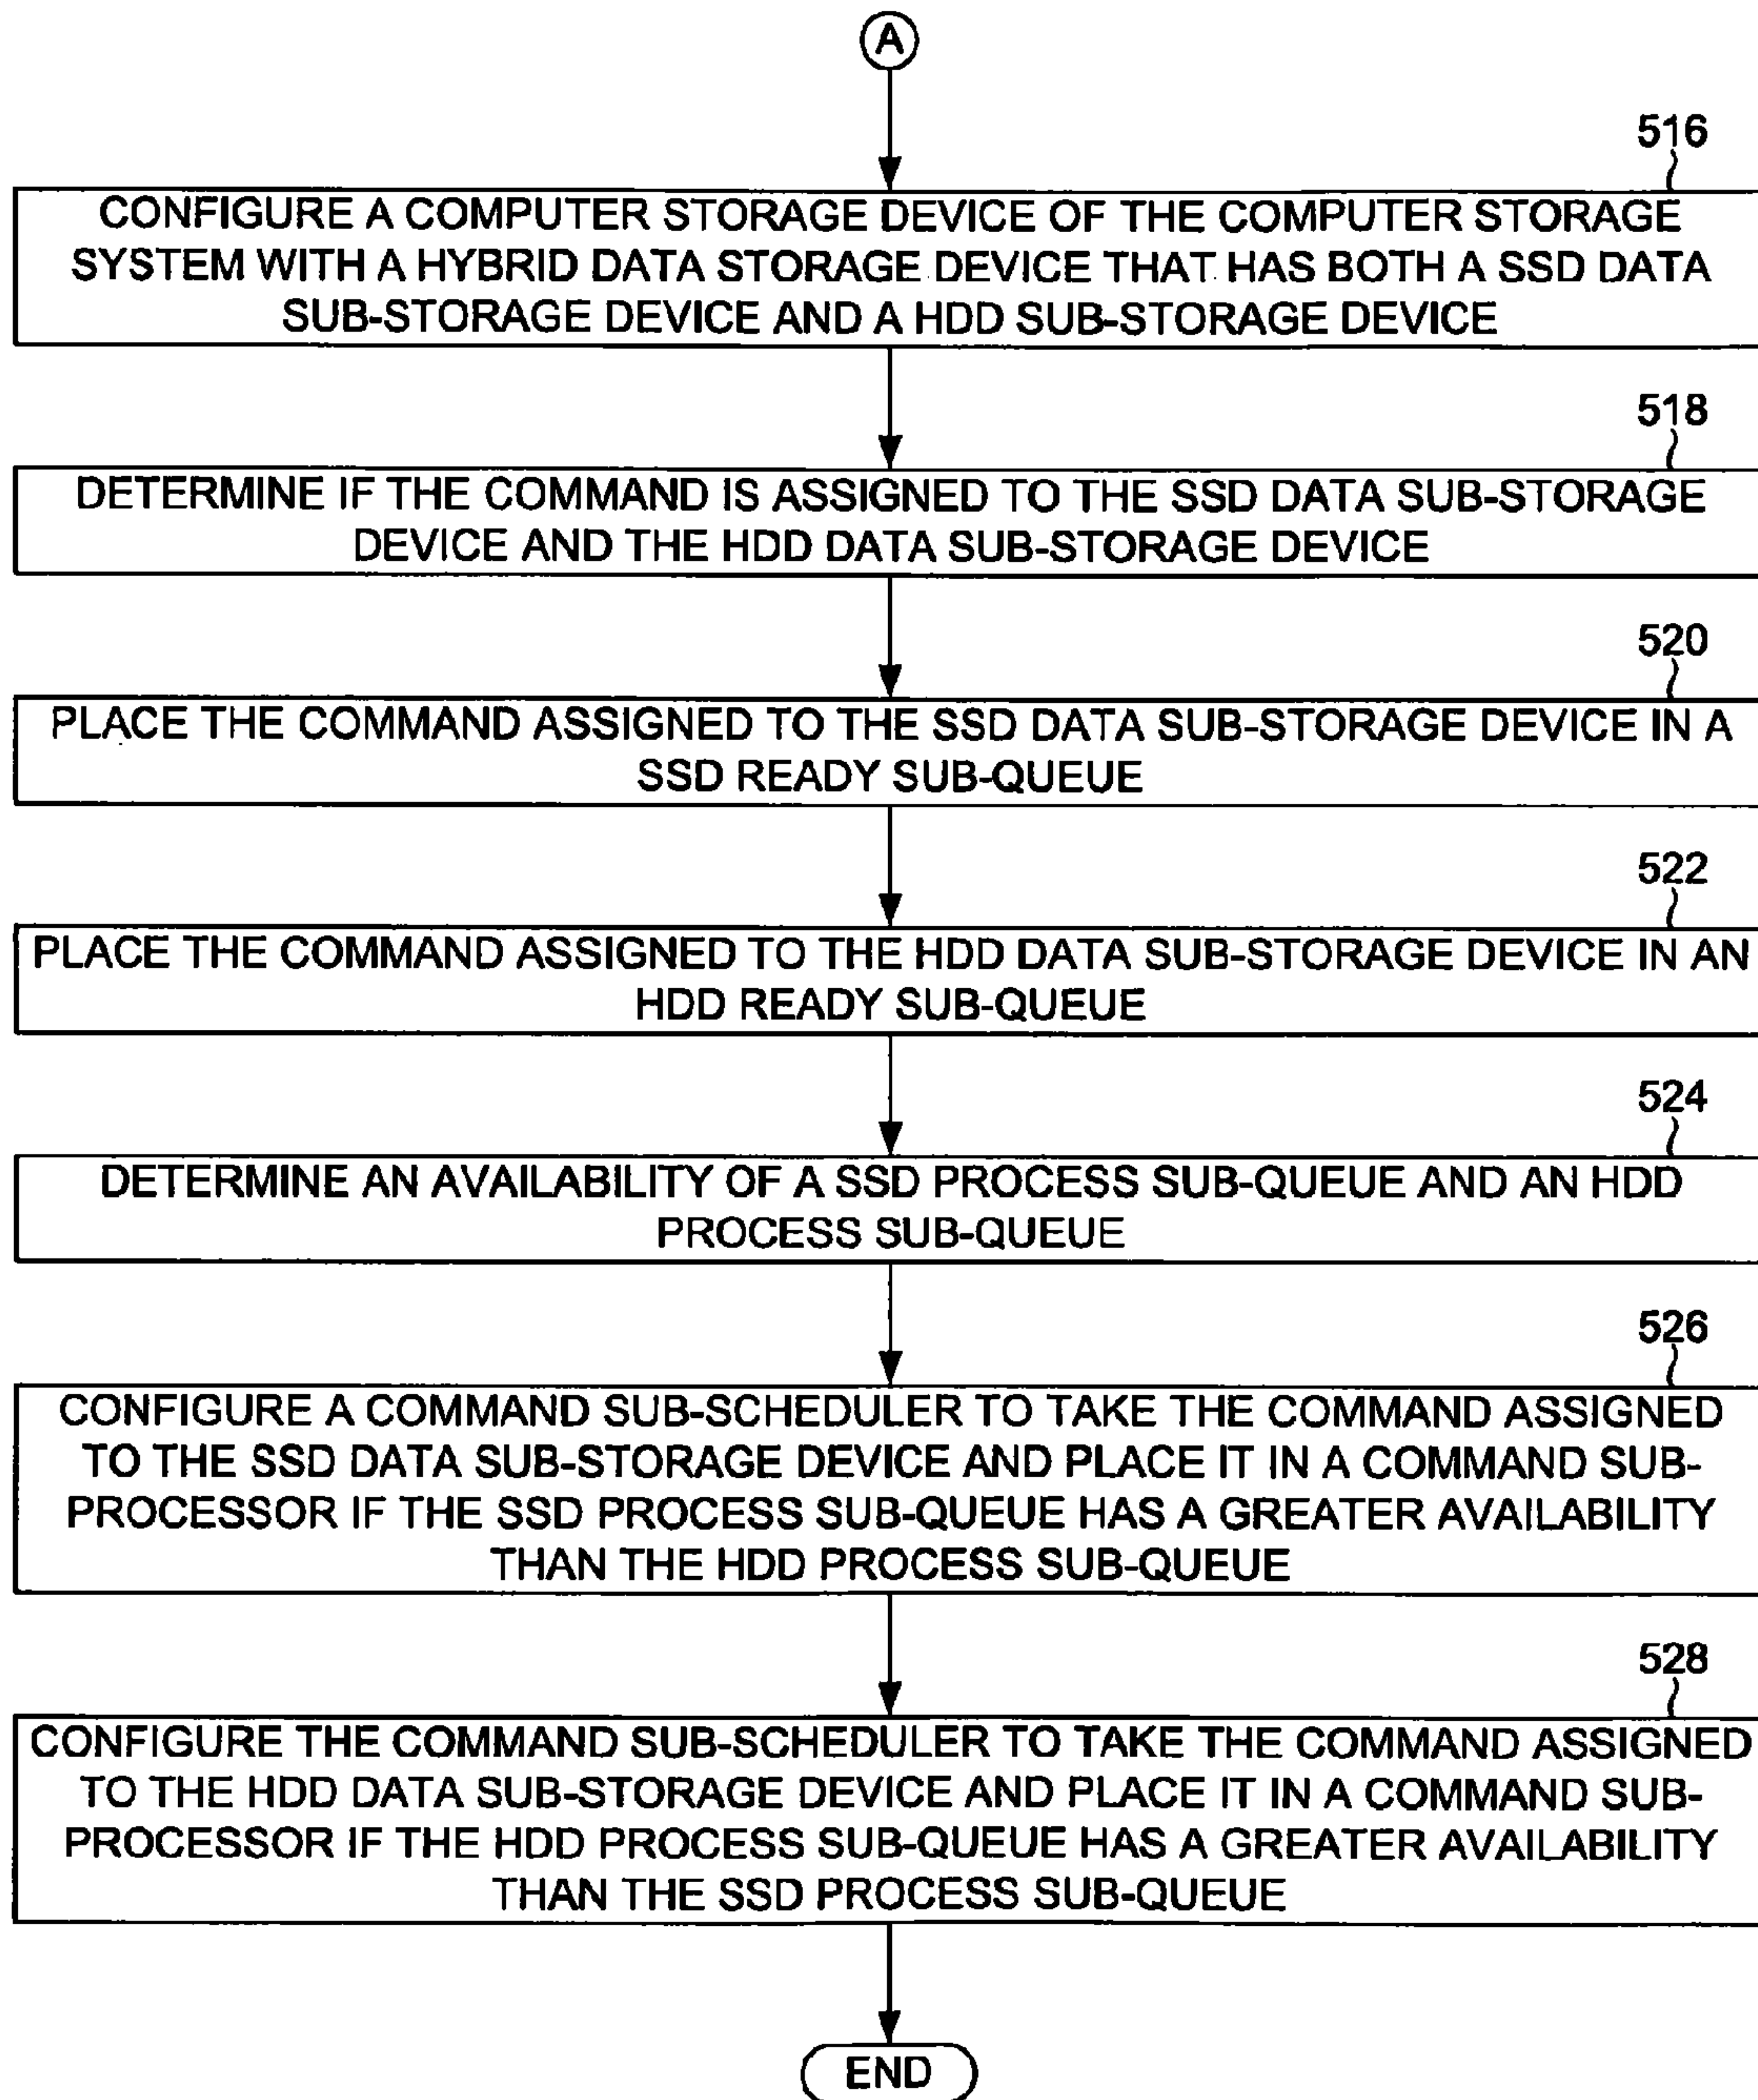 A
516
CONFIGURE A COMPUTER STORAGE DEVICE OF THE COMPUTER STORAGE
SYSTEM WITH A HYBRID DATA STORAGE DEVICE THAT HAS BOTH A SSD DATA
SUB-STORAGE DEVICE AND A HDD SUB-STORAGE DEVICE
518
DETERMINE IF THE COMMAND IS ASSIGNED TO THE SSD DATA SUB-STORAGE
DEVICE AND THE HDD DATA SUB-STORAGE DEVICE
520
PLACE THE COMMAND ASSIGNED TO THE SSD DATA SUB-STORAGE DEVICE IN A
SSD READY SUB-QUEUE
522
PLACE THE COMMAND ASSIGNED TO THE HDD DATA SUB-STORAGE DEVICE IN AN
HDD READY SUB-QUEUE
524
DETERMINE AN AVAILABILITY OF A SSD PROCESS SUB-QUEUE AND AN HDD
PROCESS SUB-QUEUE
526
CONFIGURE A COMMAND SUB-SCHEDULER TO TAKE THE COMMAND ASSIGNED
TO THE SSD DATA SUB-STORAGE DEVICE AND PLACE IT IN A COMMAND SUB-
PROCESSOR IF THE SSD PROCESS SUB-QUEUE HAS A GREATER AVAILABILITY
THAN THE HDD PROCESS SUB-QUEUE
528
CONFIGURE THE COMMAND SUB-SCHEDULER TO TAKE THE COMMAND ASSIGNED
TO THE HDD DATA SUB-STORAGE DEVICE AND PLACE IT IN A COMMAND SUB-
PROCESSOR IF THE HDD PROCESS SUB-QUEUE HAS A GREATER AVAILABILITY
THAN THE SSD PROCESS SUB-QUEUE
END